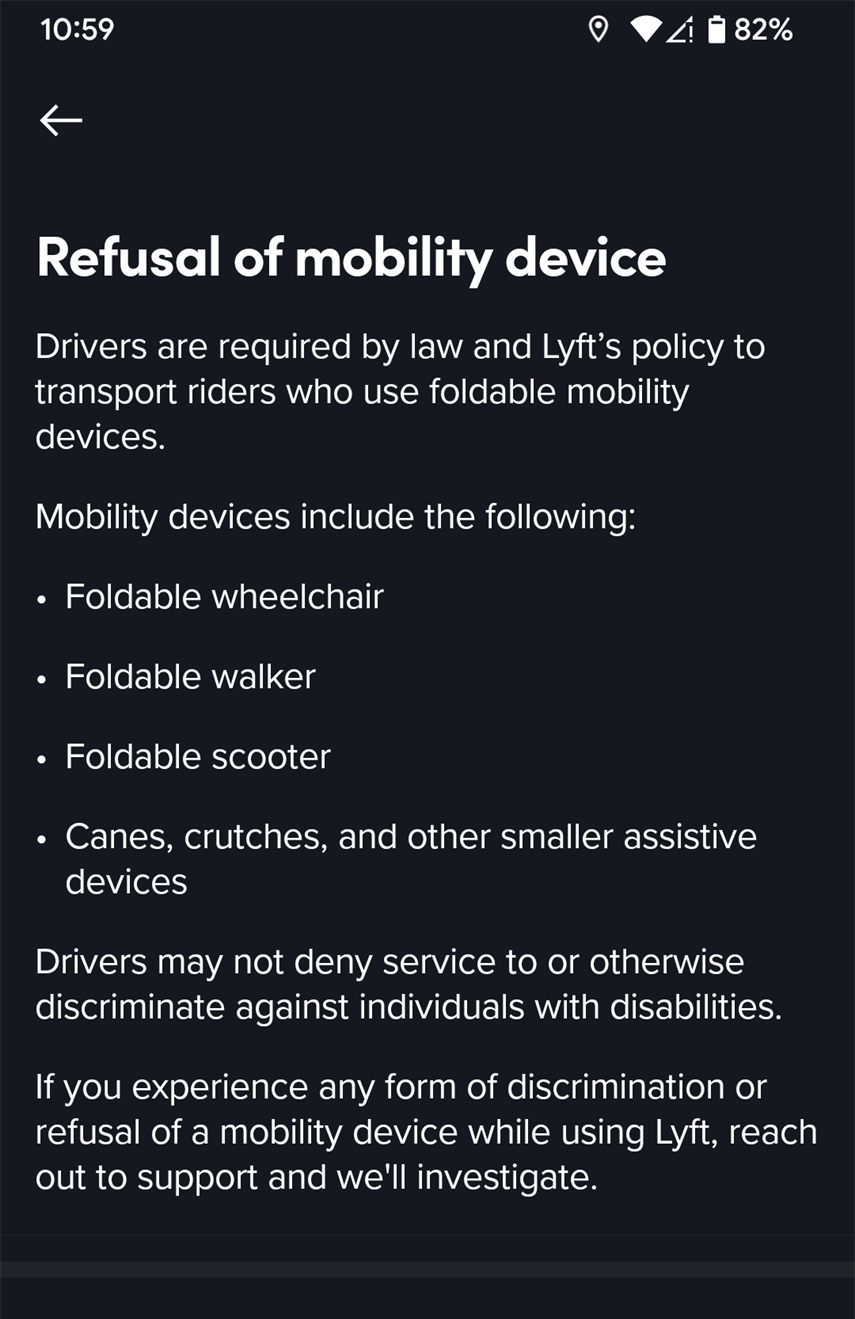 10:59
82%
Refusal of mobility device
Drivers are required by law and Lyft’s policy to
transport riders who use foldable mobility
devices.
Mobility devices include the following:
• Foldable wheelchair
• Foldable walker
• Foldable scooter
• Canes, crutches, and other smaller assistive
devices
Drivers may not deny service to or otherwise
discriminate against individuals with disabilities.
If you experience any form of discrimination or
refusal of a mobility device while using Lyft, reach
out to support and we'll investigate.